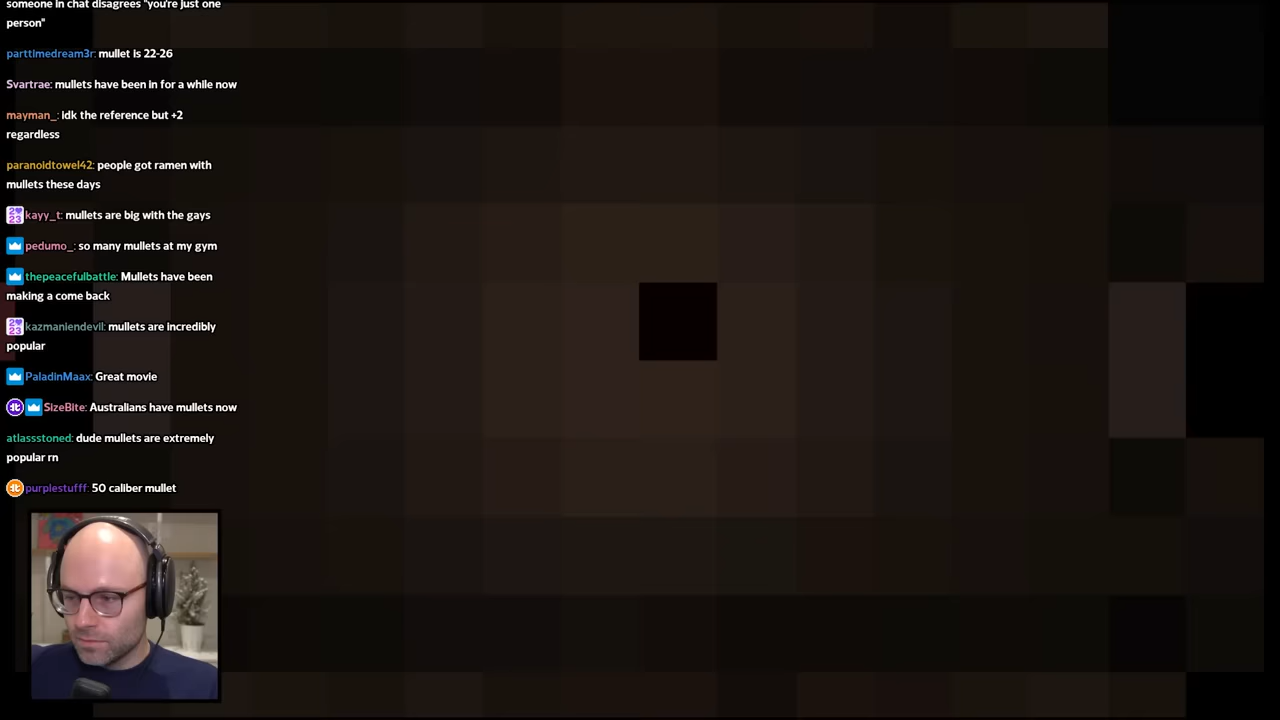 someone in chat disagrees "you're just one
person"
parttimedream3r: mullet is 22-26
Svartrae: mullets have been in for a while now
mayman_: idk the reference but +2
regardless
paranoidtowel42: people got ramen with
mullets these days
kayy_t: mullets are big with the gays
pedumo_: so many mullets at my gym
thepeacefulbattle: Mullets have been
making a come back
kazmaniendevil: mullets are incredibly
popular
PaladinMaax: Great movie
SizeBite: Australians have mullets now
atlassstoned: dude mullets are extremely
popular rn
purplestufff: 50 caliber mullet